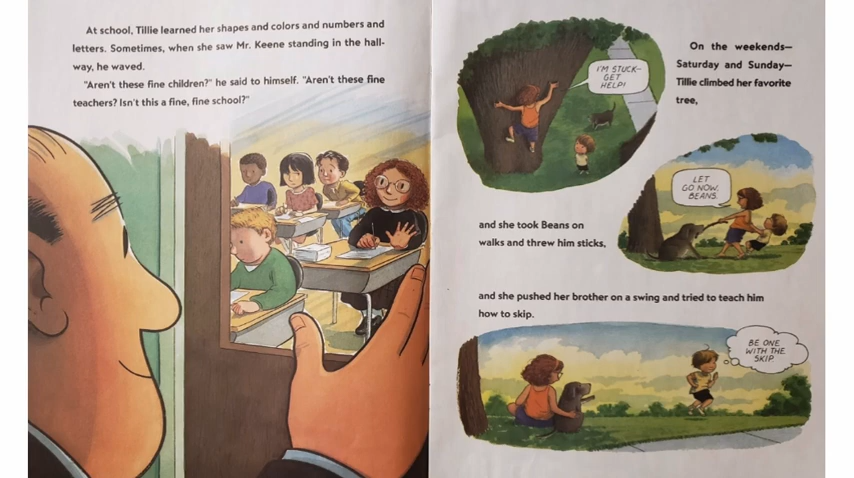 At school, Tillie learned her shapes and colors and numbers and
letters. Sometimes, when she saw Mr. Keene standing in the hall-
way, he waved.
"Aren't these fine children?" he said to himself. "Aren't these fine
teachers? Isn't this a fine, fine school?"
On the weekends—
Saturday and Sunday—
Tillie climbed her favorite
tree,
I'M STUCK–
GET
HELP!
LET
GO NOW,
BEANS.
and she took Beans on
walks and threw him sticks,
and she pushed her brother on a swing and tried to teach him
how to skip.
BE ONE
WITH THE
SKIP